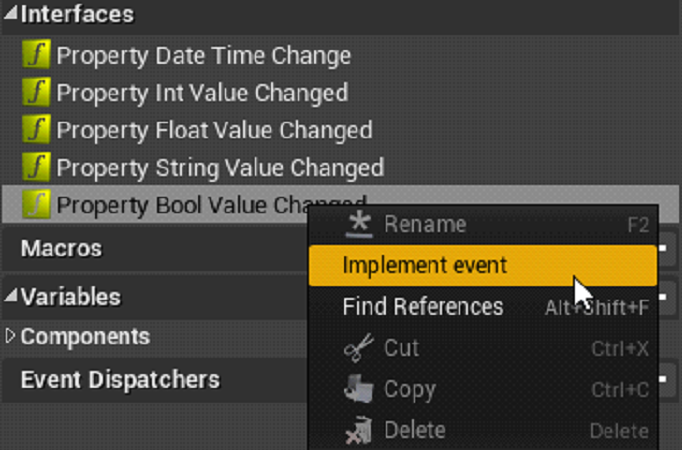 Interfaces
Property Date Time Change
Property Int Value Changed
Property Float Value Changed
Property String Value Changed
Property Bool Value Changed
Rename F2
Macros
Implement event
Variables
Find References Alt+Shift+F
Components
Cut Ctrl+X
Event Dispatchers
Copy Ctrl+C
Delete Delete